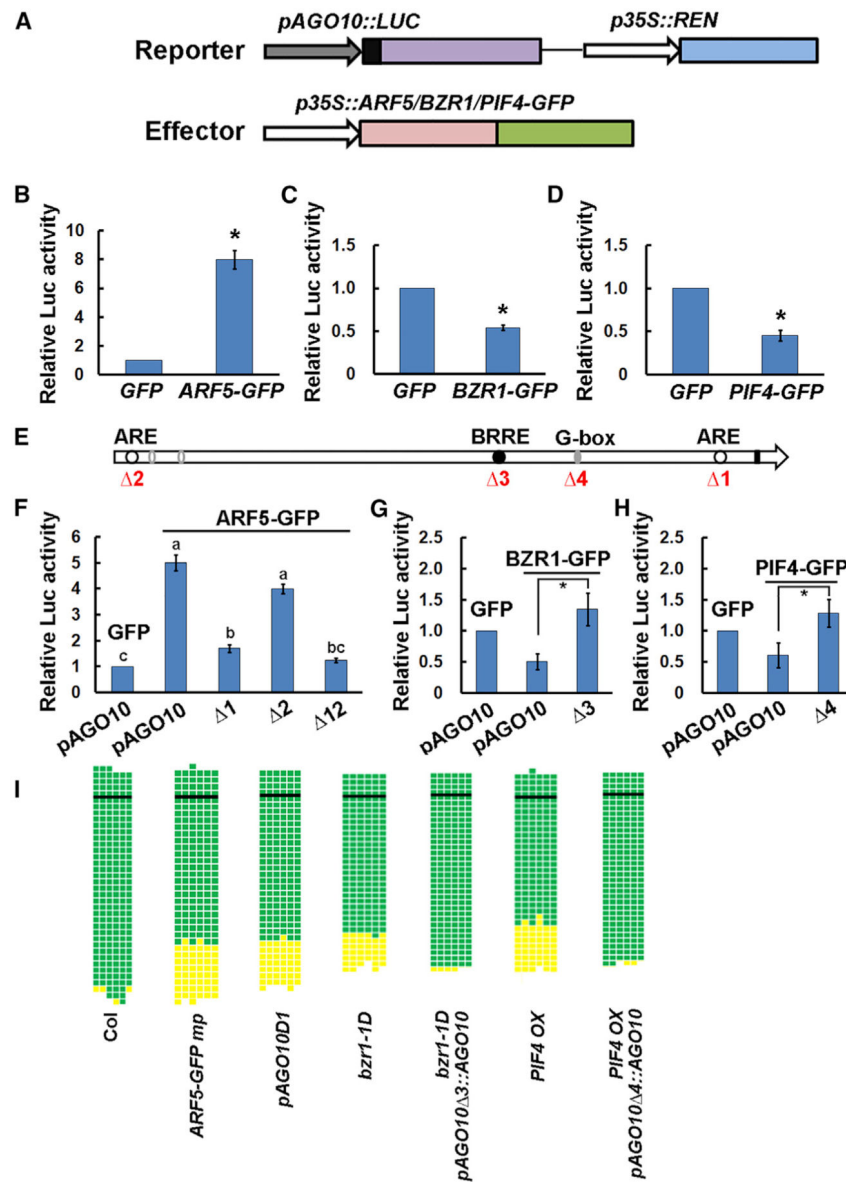 A
pAGO10::LUC
p35S::REN
Reporter
p35S::ARF5/BZR1/PIF4-GFP
Effector
B
Relative Luc activity
10
8
6
4
2
0
*
GFP
ARF5-GFP
C
Relative Luc activity
1.5
1.0
0.5
0
*
GFP
BZR1-GFP
D
Relative Luc activity
1.5
1.0
0.5
0
*
GFP
PIF4-GFP
E
ARE
BRRE
G-box
ARE
Δ2
Δ3
Δ4
Δ1
F
Relative Luc activity
6
5
4
3
2
1
0
ARF5-GFP
GFP
c
a
b
a
bc
pAGO10
pAGO10
Δ1
Δ2
Δ12
G
Relative Luc activity
2.5
2.0
1.5
1.0
0.5
0
BZR1-GFP
GFP
*
pAGO10
pAGO10
Δ3
H
Relative Luc activity
2.5
2.0
1.5
1.0
0.5
0
PIF4-GFP
GFP
*
pAGO10
pAGO10
Δ4
I
Col
ARF5-GFP mp
pAGO10D1
bzr1-1D
bzr1-1D
pAGO10Δ3::AGO10
PIF4 OX
PIF4 OX
pAGO10Δ4::AGO10